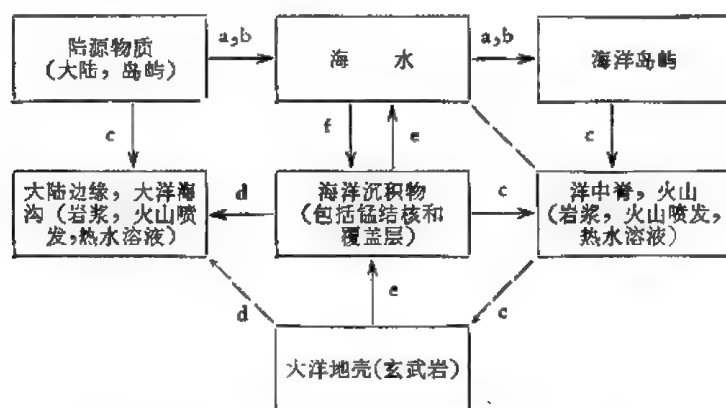 陆源物质
(大陆，岛屿)
a,b
海 水
a,b
海洋岛屿
c
f
e
c
大陆边缘，大洋海
沟（岩浆，火山喷
发,热水溶液）
d
海洋沉积物
(包括锰结核和
覆盖层)
c
洋中脊，火山
(岩浆，火山喷发，
热水溶液)
d
e
c
大洋地壳(玄武岩)